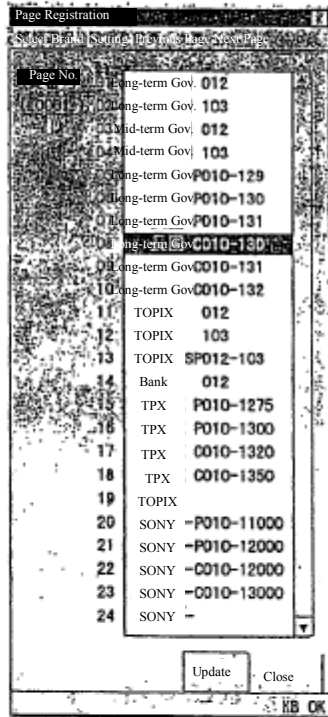 Page Registration
Select Brand Setting Previous Page Next Page
Page No.
Long-term Gov. 012
02 Long-term Gov. 103
03 Mid-term Gov. 012
04 Mid-term Gov. 103
Long-term Gov. P010-129
Long-term Gov. P010-130
Long-term Gov. P010-131
Long-term Gov. C010-130
Long-term Gov. C010-131
10 Long-term Gov. C010-132
11 TOPIX 012
12 TOPIX 103
13 TOPIX SP012-103
14 Bank 012
15 TPX P010-1275
16 TPX P010-1300
17 TPX C010-1320
18 TPX C010-1350
19 TOPIX
20 SONY -P010-11000
21 SONY -P010-12000
22 SONY -C010-12000
23 SONY -C010-13000
24 SONY -
Update Close
KB OK